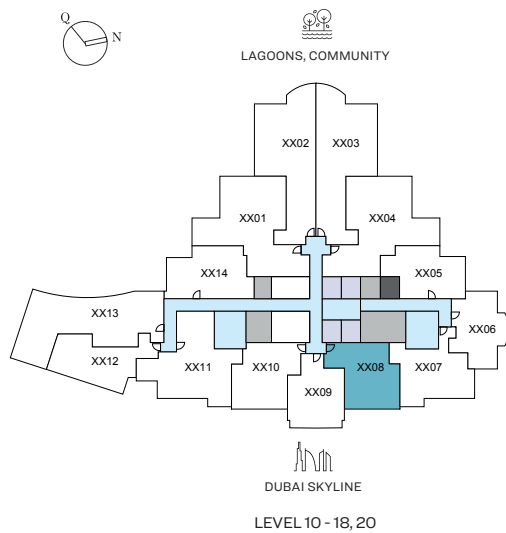 Q
N
LAGOONS, COMMUNITY
XX02
XX03
XX01
XX04
XX14
XX05
XX13
XX06
XX12
XX11
XX10
XX08
XX07
XX09
DUBAI SKYLINE
LEVEL 10 - 18, 20